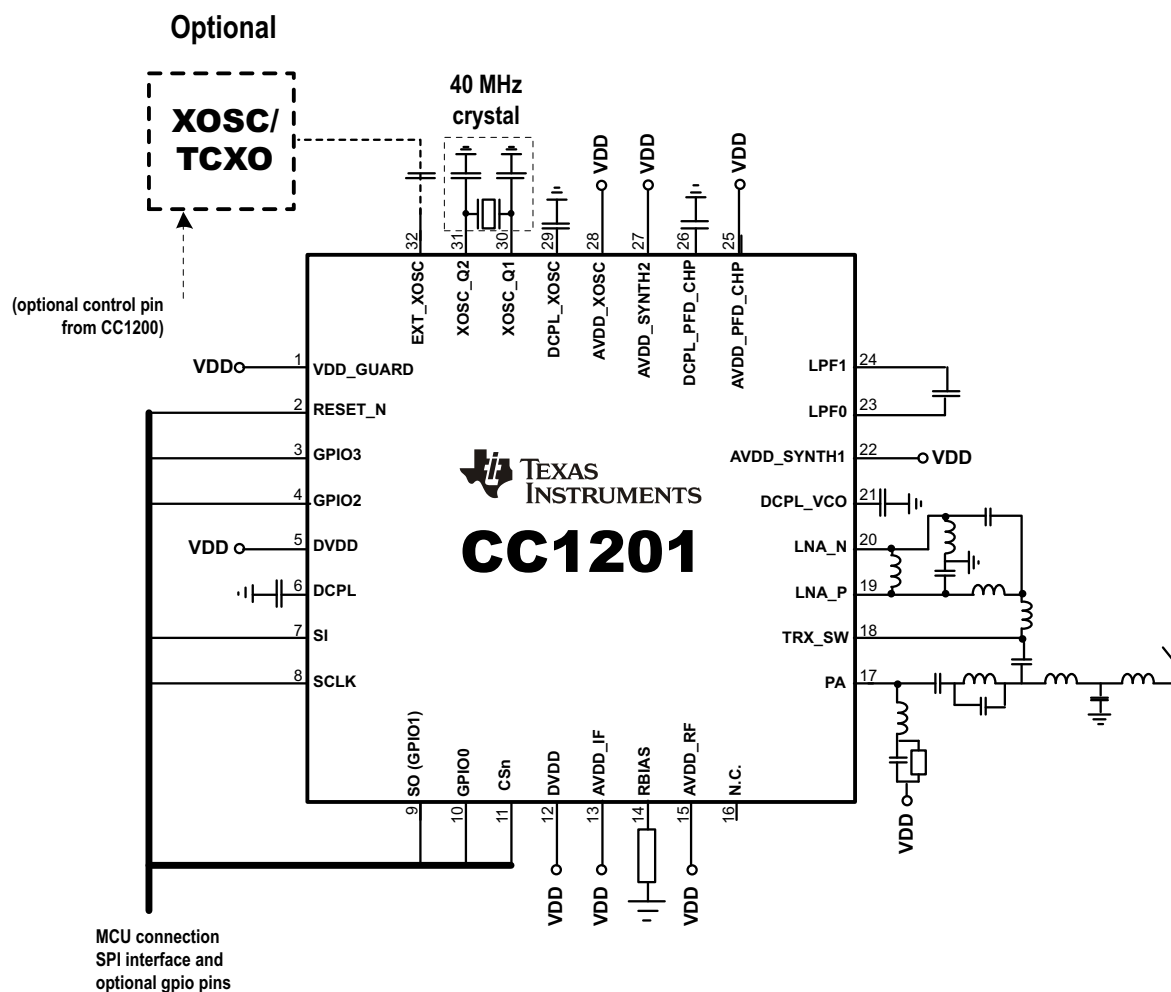 Optional
XOSC/
TCXO
40 MHz
crystal
VDD
VDD
VDD
32
31
30
29
28
27
26
25
EXT_XOSC
XOSC_Q2
XOSC_Q1
DCPL_XOSC
AVDD_XOSC
AVDD_SYNTH2
DCPL_PFD_CHP
AVDD_PFD_CHP
(optional control pin
from CC1200)
VDD
1
VDD_GUARD
2
RESET_N
3
GPIO3
4
GPIO2
VDD
5
DVDD
6
DCPL
7
SI
8
SCLK
TEXAS
INSTRUMENTS
CC1201
LPF1
24
LPF0
23
AVDD_SYNTH1
22
VDD
DCPL_VCO
21
LNA_N
20
LNA_P
19
TRX_SW
18
PA
17
VDD
SO (GPIO1)
GPIO0
CSn
DVDD
AVDD_IF
RBIAS
AVDD_RF
N.C.
9
10
11
12
13
14
15
16
VDD
VDD
VDD
MCU connection
SPI interface and
optional gpio pins